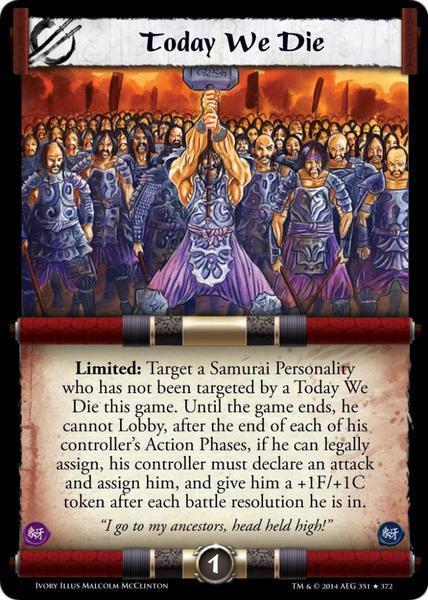 Today We Die
Limited: Target a Samurai Personality
who has not been targeted by a Today We
Die this game. Until the game ends, he
cannot Lobby, after the end of each of his
controller's Action Phases, if he can legally
assign, his controller must declare an attack
and assign him, and give him a +1F/+1C
token after each battle resolution he is in.
"I go to my ancestors, head held high!"
1
Ivory Illus Malcolm McClinton
TM & © 2014 AEG 351 ★ 372